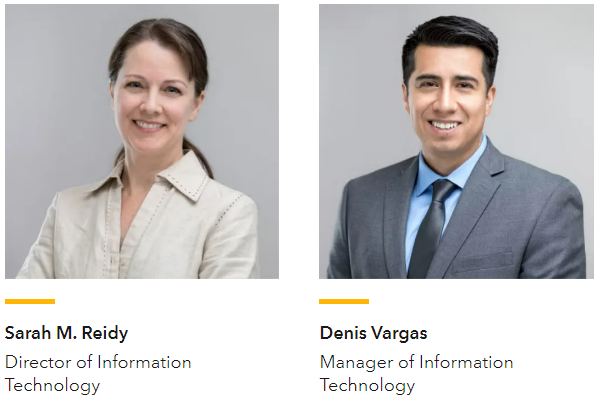 Sarah M. Reidy
Director of Information
Technology
Denis Vargas
Manager of Information
Technology